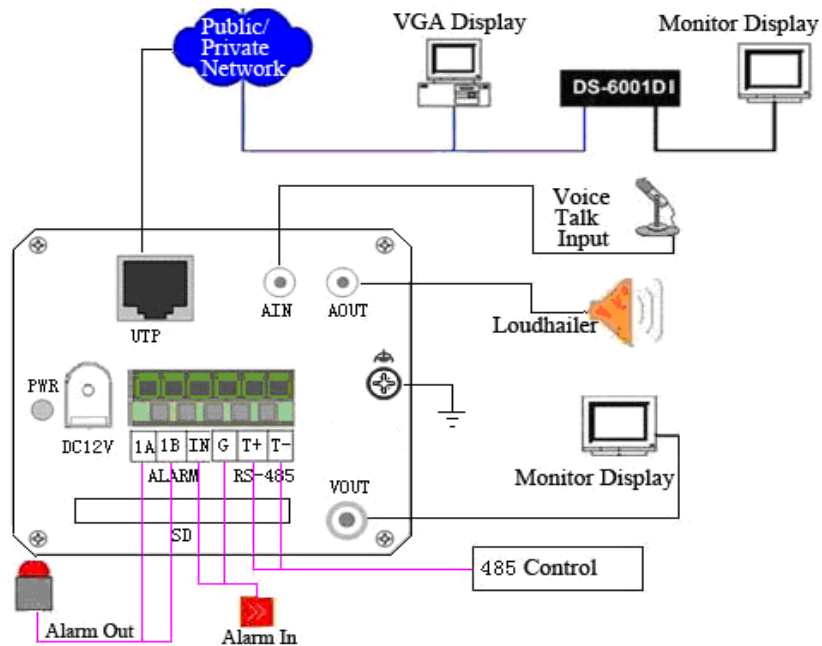 Public/
Private
Network
VGA Display
Monitor Display
DS-6001DI
Voice
Talk
Input
UTP
AIN
AOUT
Loudhailer
PWR
DC12V
1A 1B IN G T+ T-
ALARM RS-485
VOUT
Monitor Display
SD
485 Control
Alarm Out
Alarm In